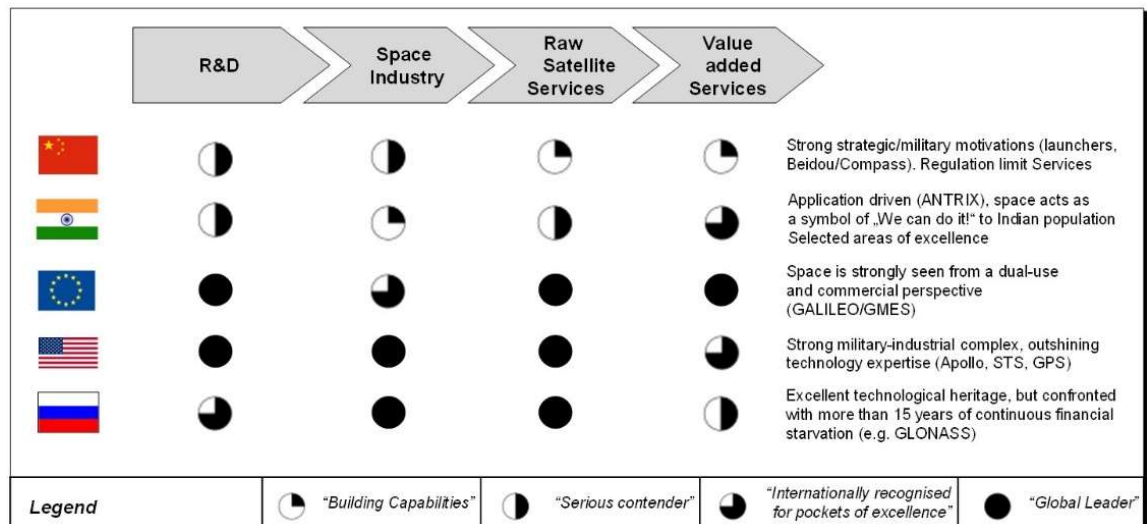 R&D
Space
Industry
Raw
Satellite
Services
Value
added
Services
Strong strategic/military motivations (launchers,
Beidou/Compass). Regulation limit Services
Application driven (ANTRIX), space acts as
a symbol of „We can do it!“ to Indian population
Selected areas of excellence
Space is strongly seen from a dual-use
and commercial perspective
(GALILEO/GMES)
Strong military-industrial complex, outshining
technology expertise (Apollo, STS, GPS)
Excellent technological heritage, but confronted
with more than 15 years of continuous financial
starvation (e.g. GLONASS)
Legend
“Building Capabilities”
“Serious contender”
“Internationally recognised
for pockets of excellence”
“Global Leader”